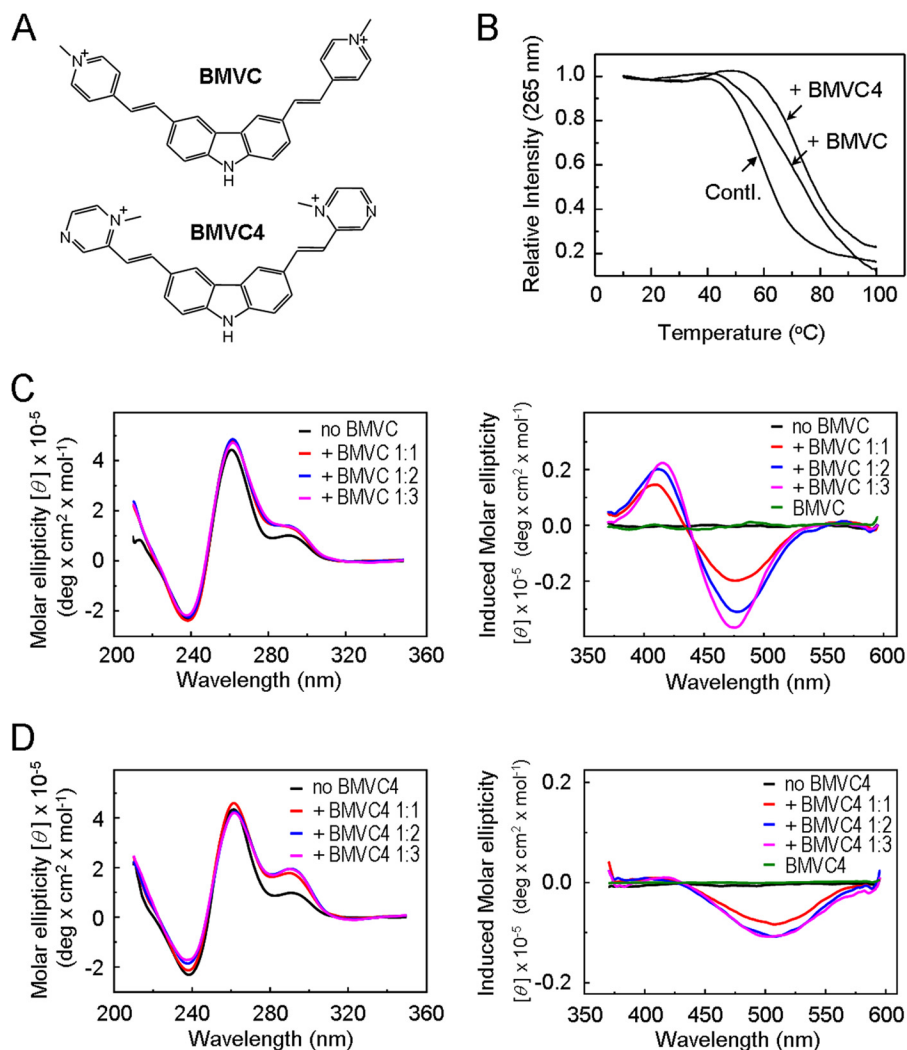 A
N
+
BMVC
N
+
N
H
N
+
N
BMVC4
N
+
N
N
H
B
Relative Intensity (265 nm)
1.0
0.8
0.6
0.4
0.2
0
20
40
60
80
100
Temperature (ºC)
+ BMVC4
+ BMVC
Contl.
C
Molar ellipticity [θ] x 10-5
(deg x cm2 x mol-1)
4
2
0
-2
200
240
280
320
360
Wavelength (nm)
no BMVC
+ BMVC 1:1
+ BMVC 1:2
+ BMVC 1:3
Induced Molar ellipticity
[θ] x 10-5 (deg x cm2 x mol-1)
0.2
0.0
-0.2
350
400
450
500
550
600
Wavelength (nm)
no BMVC
+ BMVC 1:1
+ BMVC 1:2
+ BMVC 1:3
BMVC
D
Molar ellipticity [θ] x 10-5
(deg x cm2 x mol-1)
4
2
0
-2
200
240
280
320
360
Wavelength (nm)
no BMVC4
+ BMVC4 1:1
+ BMVC4 1:2
+ BMVC4 1:3
Induced Molar ellipticity
[θ] x 10-5 (deg x cm2 x mol-1)
0.2
0.0
-0.2
350
400
450
500
550
600
Wavelength (nm)
no BMVC4
+ BMVC4 1:1
+ BMVC4 1:2
+ BMVC4 1:3
BMVC4